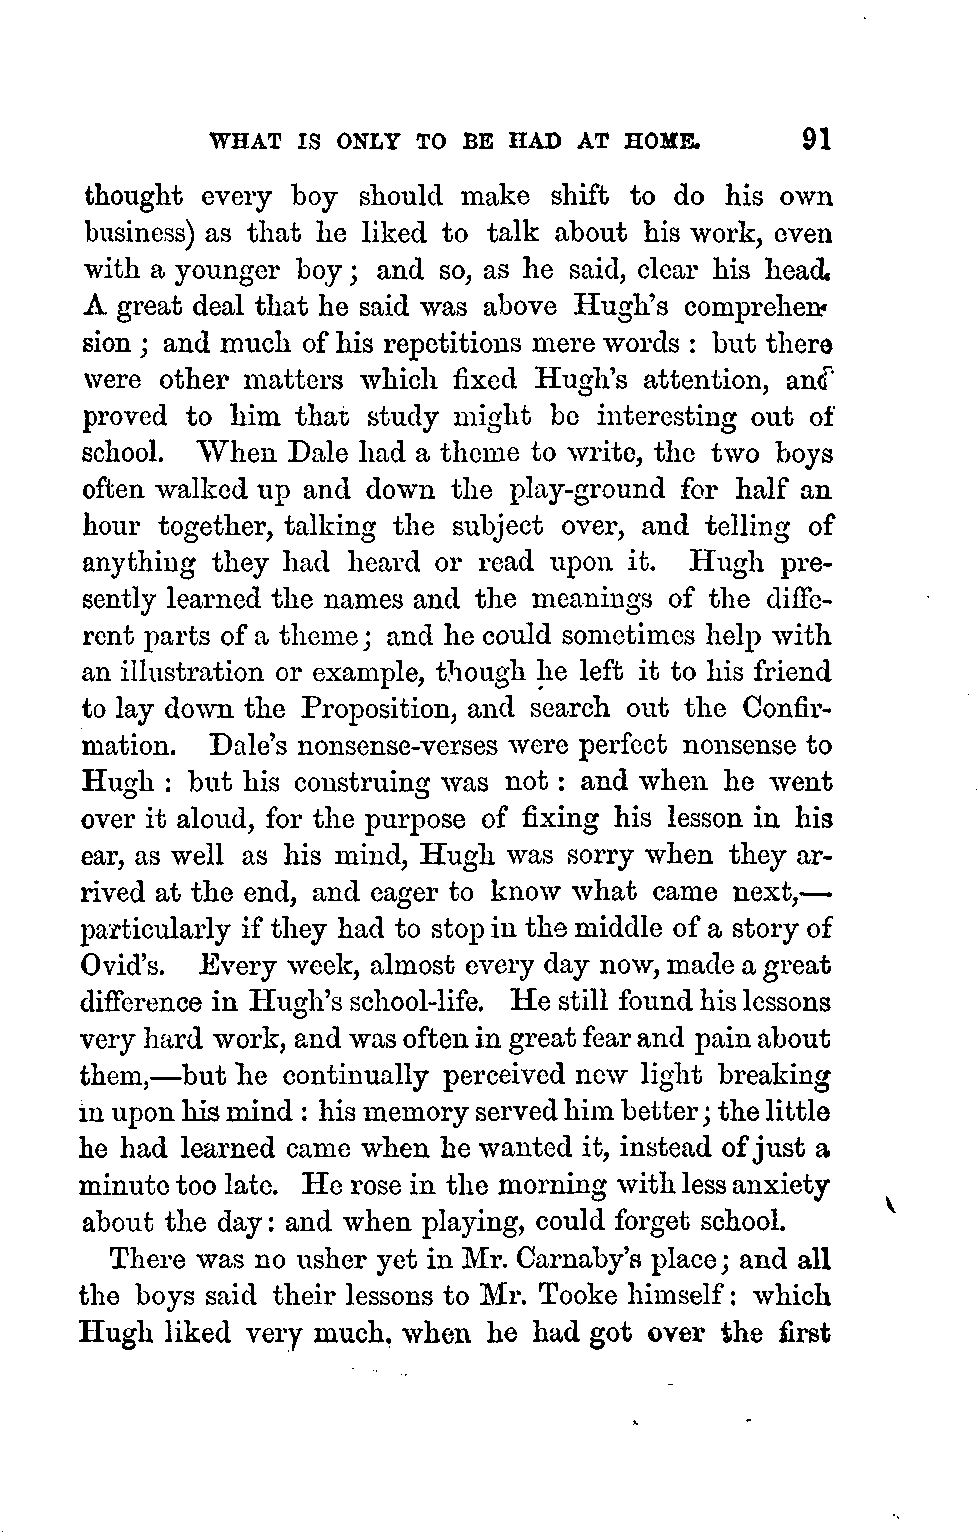 WHAT IS ONLY TO BE HAD AT HOME. 91
thought every boy should make shift to do his own
business) as that he liked to talk about his work, even
with a younger boy; and so, as he said, clear his head.
A great deal that he said was above Hugh's comprehen-
sion; and much of his repetitions mere words : but there
were other matters which fixed Hugh's attention, and
proved to him that study might be interesting out of
school. When Dale had a theme to write, the two boys
often walked up and down the play-ground for half an
hour together, talking the subject over, and telling of
anything they had heard or read upon it. Hugh pre-
sently learned the names and the meanings of the diffe-
rent parts of a theme; and he could sometimes help with
an illustration or example, though he left it to his friend
to lay down the Proposition, and search out the Confir-
mation. Dale's nonsense-verses were perfect nonsense to
Hugh : but his construing was not : and when he went
over it aloud, for the purpose of fixing his lesson in his
ear, as well as his mind, Hugh was sorry when they ar-
rived at the end, and eager to know what came next,—
particularly if they had to stop in the middle of a story of
Ovid's. Every week, almost every day now, made a great
difference in Hugh's school-life. He still found his lessons
very hard work, and was often in great fear and pain about
them,—but he continually perceived new light breaking
in upon his mind : his memory served him better; the little
he had learned came when he wanted it, instead of just a
minute too late. He rose in the morning with less anxiety
about the day: and when playing, could forget school.
There was no usher yet in Mr. Carnaby's place; and all
the boys said their lessons to Mr. Tooke himself: which
Hugh liked very much, when he had got over the first